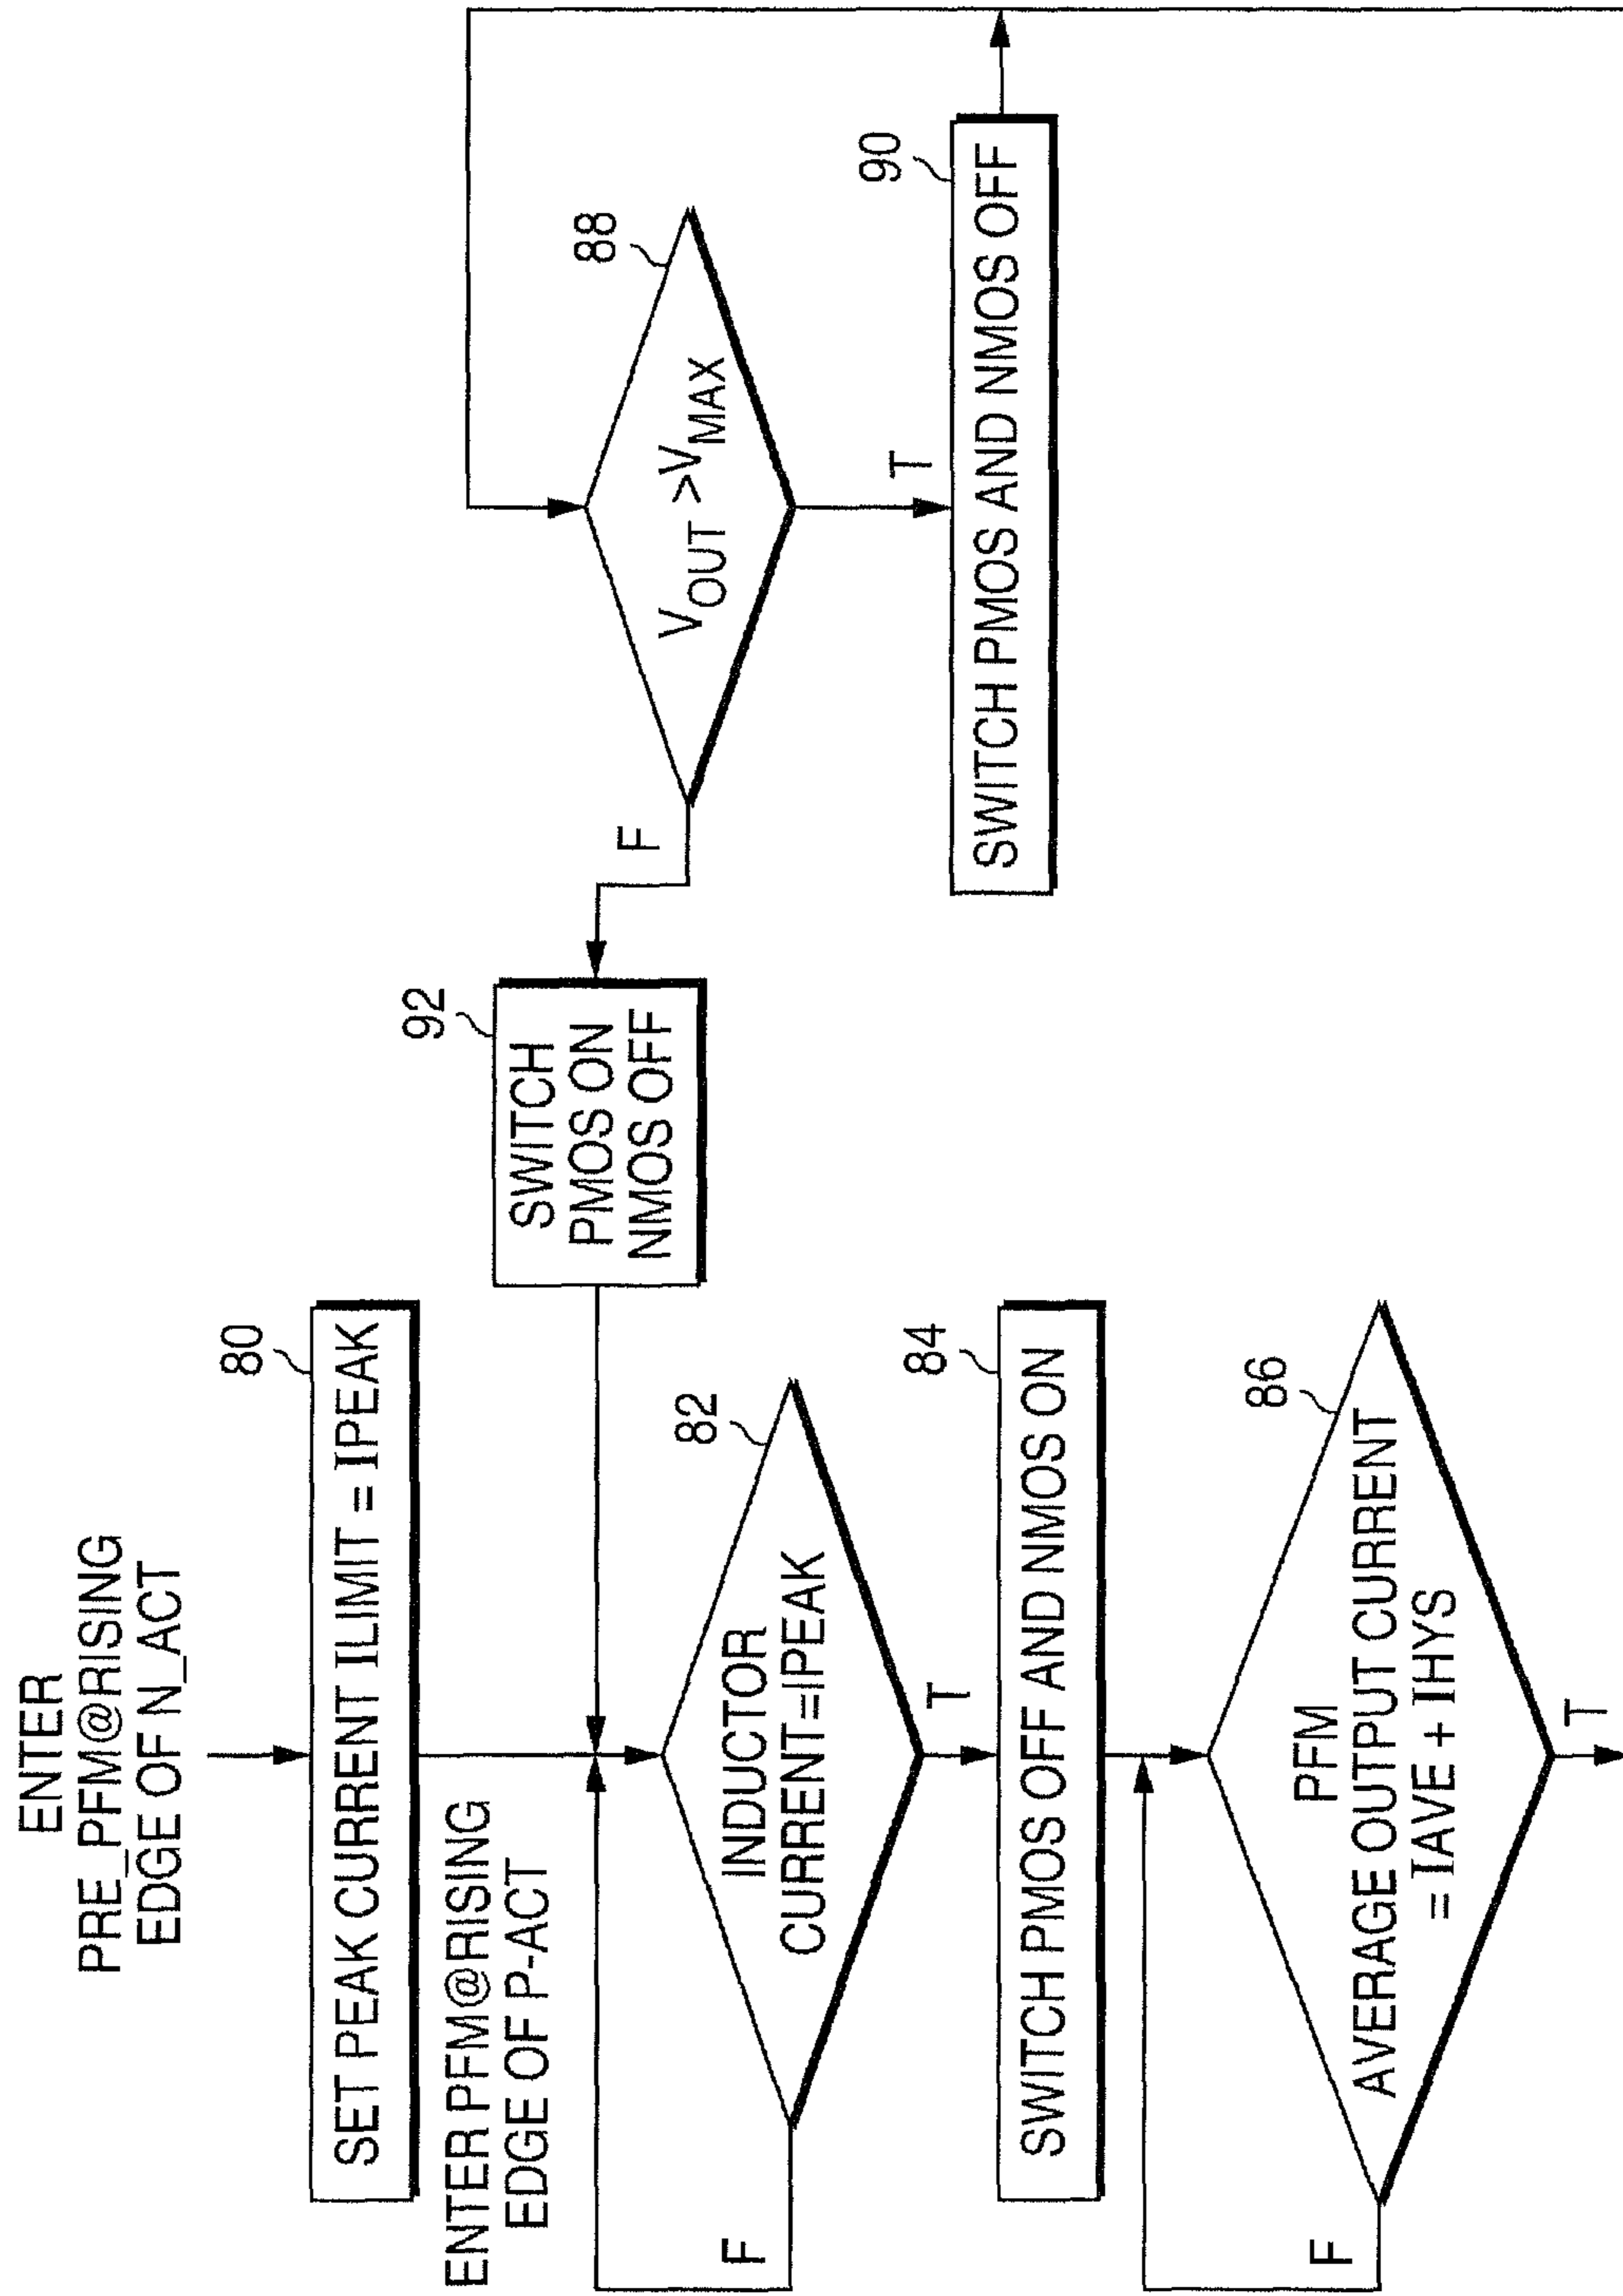 ENTER
PRE_PFM@RISING
EDGE OF N_ACT
80
SET PEAK CURRENT ILIMIT = IPEAK
ENTER PFM@RISING
EDGE OF P-ACT
82
INDUCTOR
CURRENT=IPEAK
F
T
84
SWITCH PMOS OFF AND NMOS ON
86
PFM
AVERAGE OUTPUT CURRENT
= IAVE + IHYS
F
T
92
SWITCH
PMOS ON
NMOS OFF
88
VOUT >VMAX
F
T
90
SWITCH PMOS AND NMOS OFF